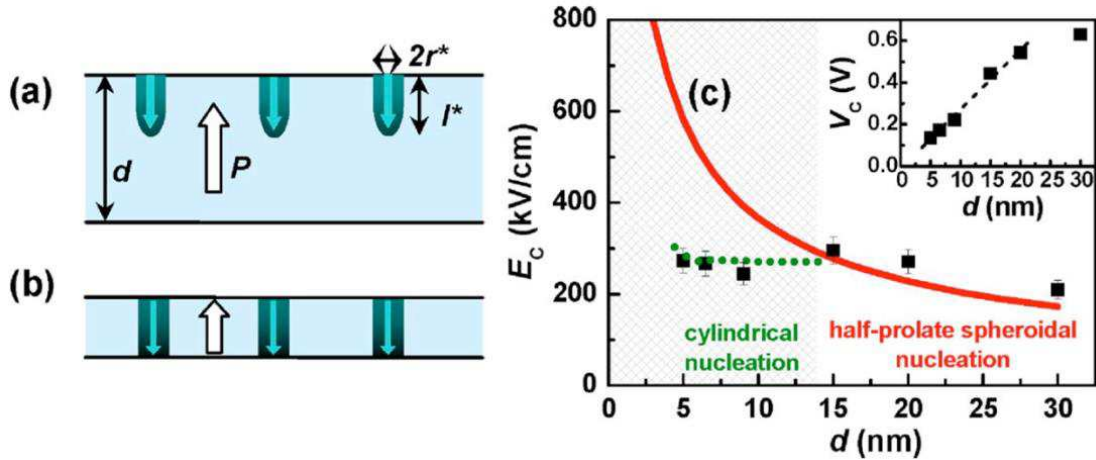 (a)
2r*
l*
d
P
(b)
(c)
800
600
400
200
0
E_C (kV/cm)
0 5 10 15 20 25 30
d (nm)
cylindrical
nucleation
half-prolate spheroidal
nucleation
0.6
0.4
0.2
0.0
V_C (V)
0 5 10 15 20 25 30
d (nm)